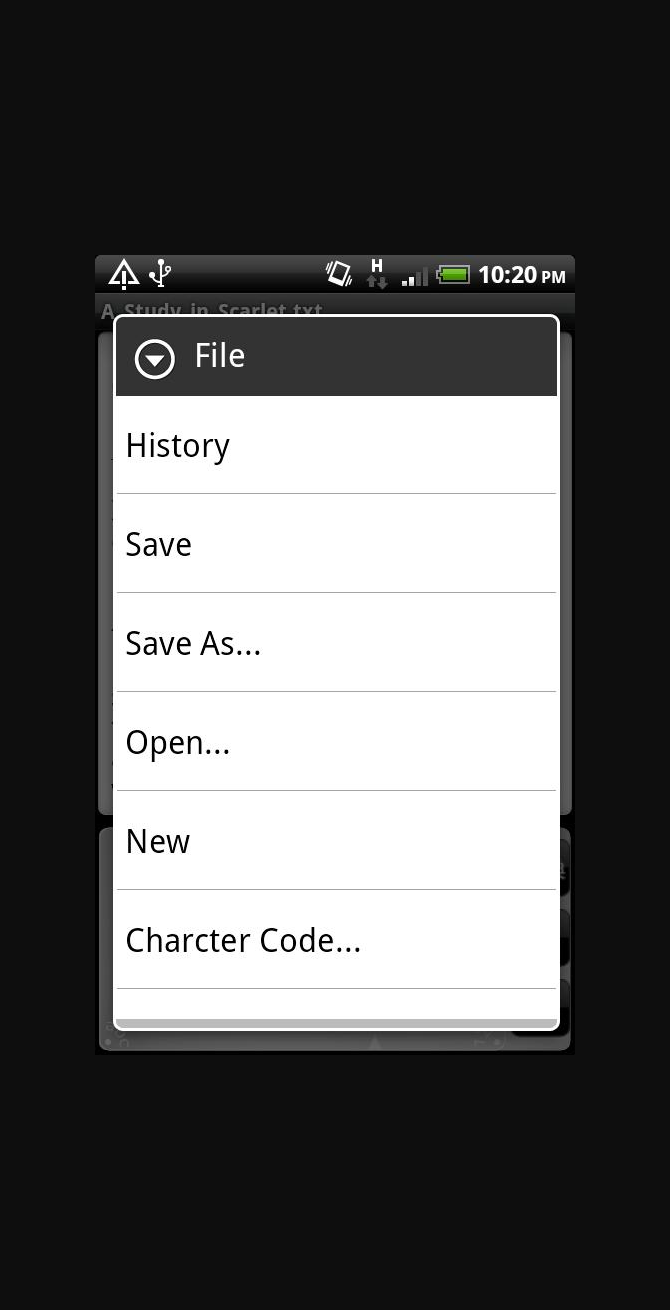 H
10:20 PM
A Study in Scarlet.txt
File
History
Save
Save As...
Open...
New
Charcter Code...